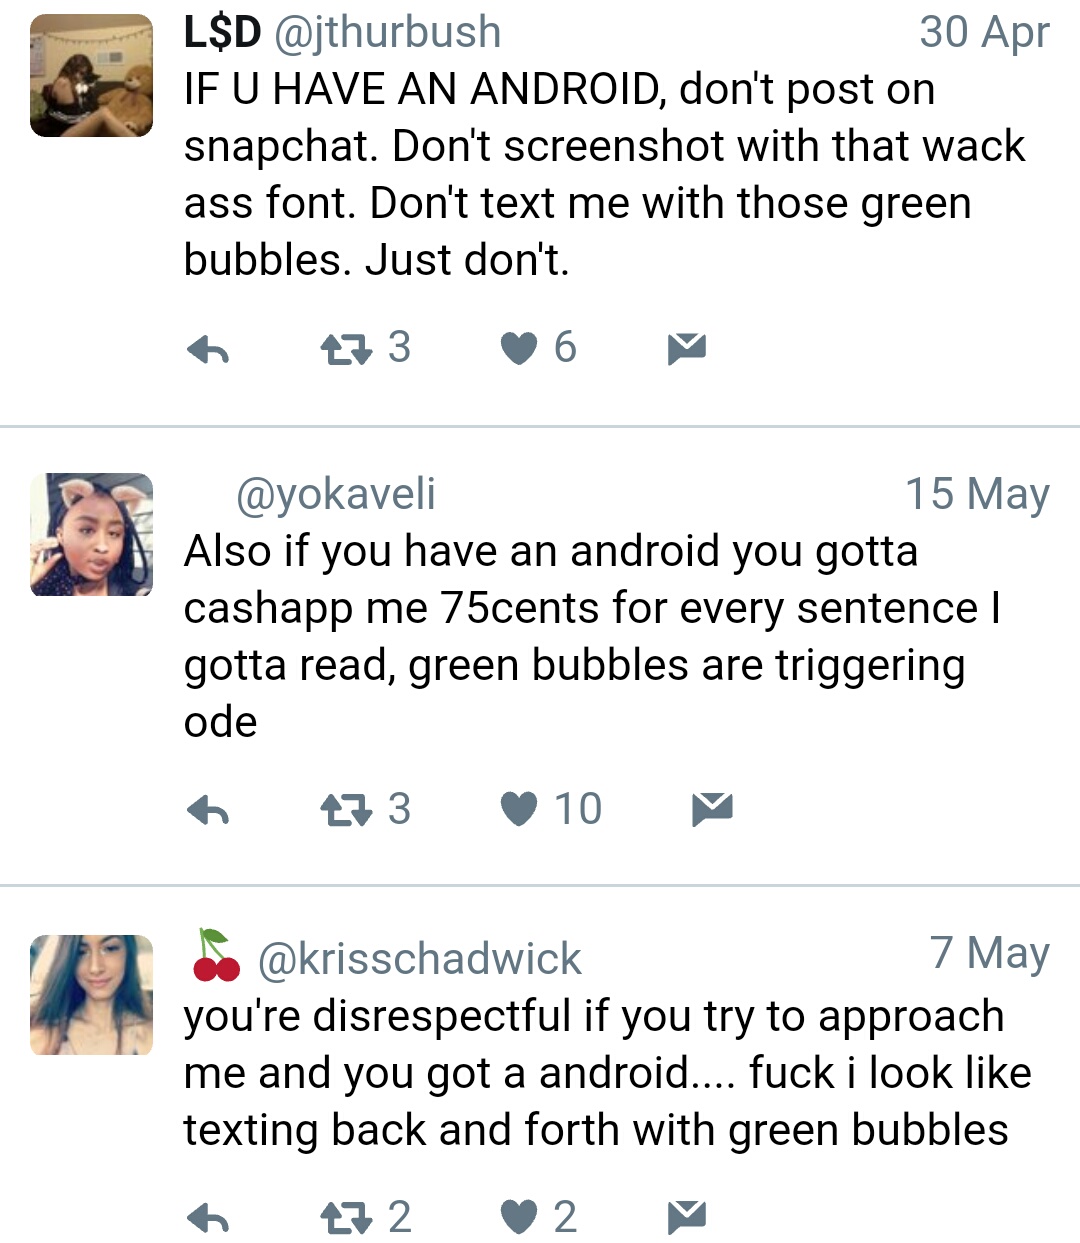 L$D @jthurbush 30 Apr
IF U HAVE AN ANDROID, don't post on
snapchat. Don't screenshot with that wack
ass font. Don't text me with those green
bubbles. Just don't.
3 6
@yokaveli 15 May
Also if you have an android you gotta
cashapp me 75cents for every sentence I
gotta read, green bubbles are triggering
ode
3 10
🍒 @krisschadwick 7 May
you're disrespectful if you try to approach
me and you got a android.... fuck i look like
texting back and forth with green bubbles
2 2